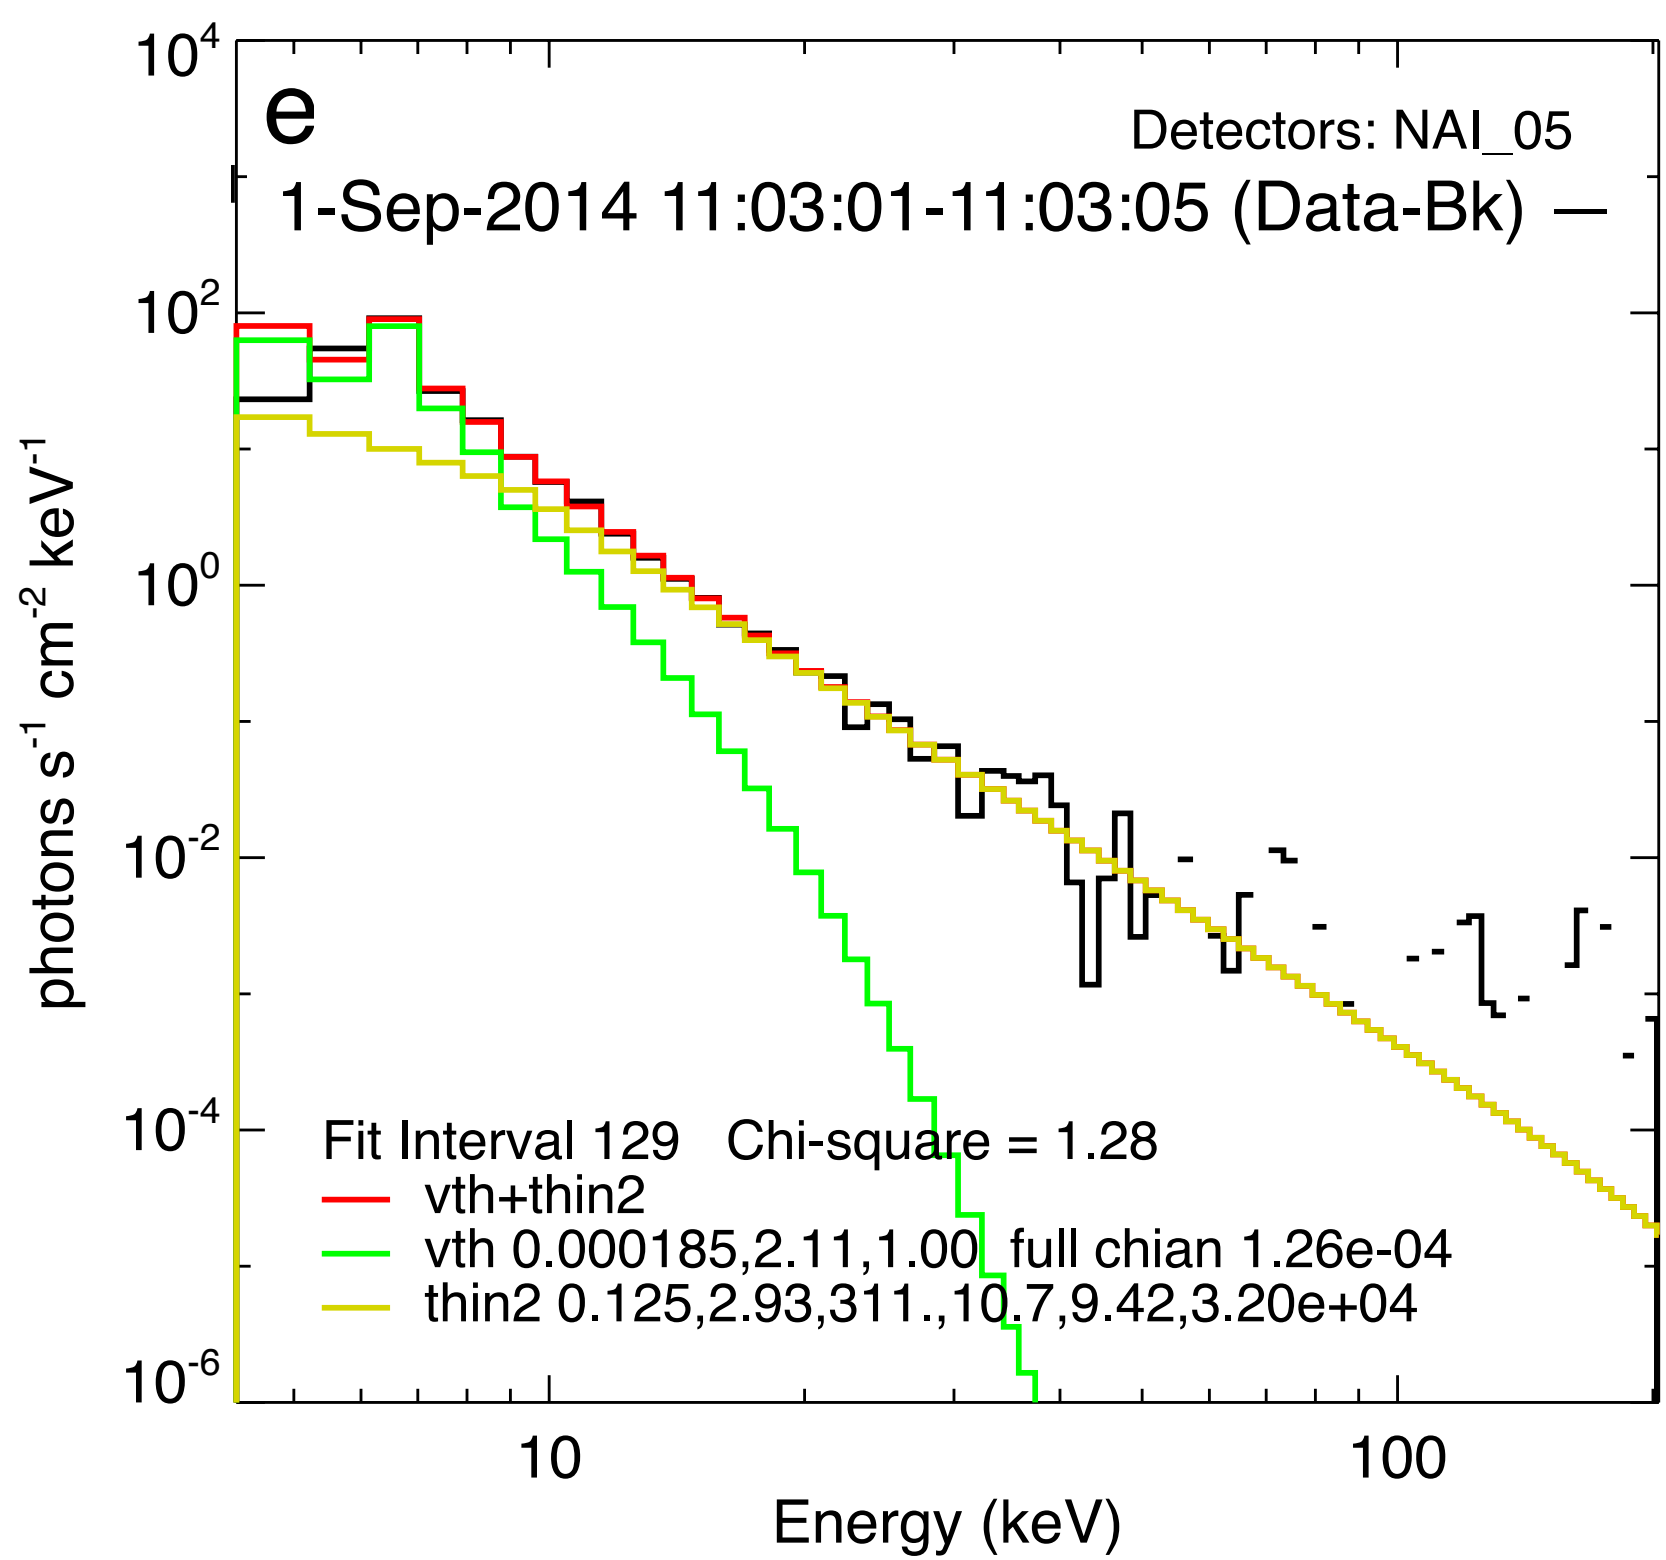 e
Detectors: NAI_05
1-Sep-2014 11:03:01-11:03:05 (Data-Bk)
10^4
10^2
10^0
10^-2
10^-4
10^-6
photons s^-1 cm^-2 keV^-1
Fit Interval 129 Chi-square = 1.28
vth+thin2
vth 0.000185,2.11,1.00 full chian 1.26e-04
thin2 0.125,2.93,311.,10.7,9.42,3.20e+04
10 100
Energy (keV)